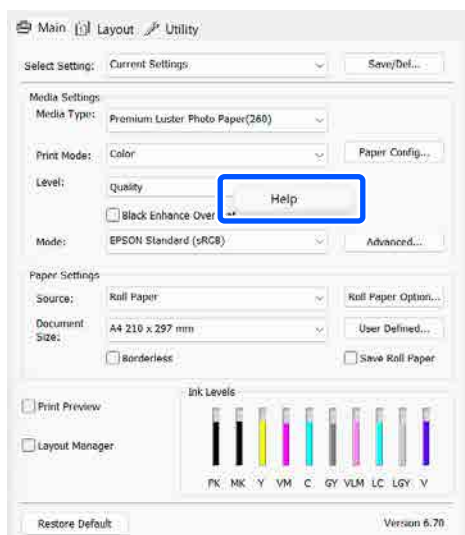 Main Layout Utility
Select Setting: Current Settings Save/Del...
Media Settings
Media Type: Premium Luster Photo Paper(260)
Print Mode: Color Paper Config...
Level: Quality
Help
Black Enhance Over
Mode: EPSON Standard (sRGB) Advanced...
Paper Settings
Source: Roll Paper Roll Paper Option...
Document Size: A4 210 x 297 mm User Defined...
Borderless Save Roll Paper
Ink Levels
Print Preview
Layout Manager
PK MK Y VM C GY VLM LC LGY V
Restore Default Version 6.70